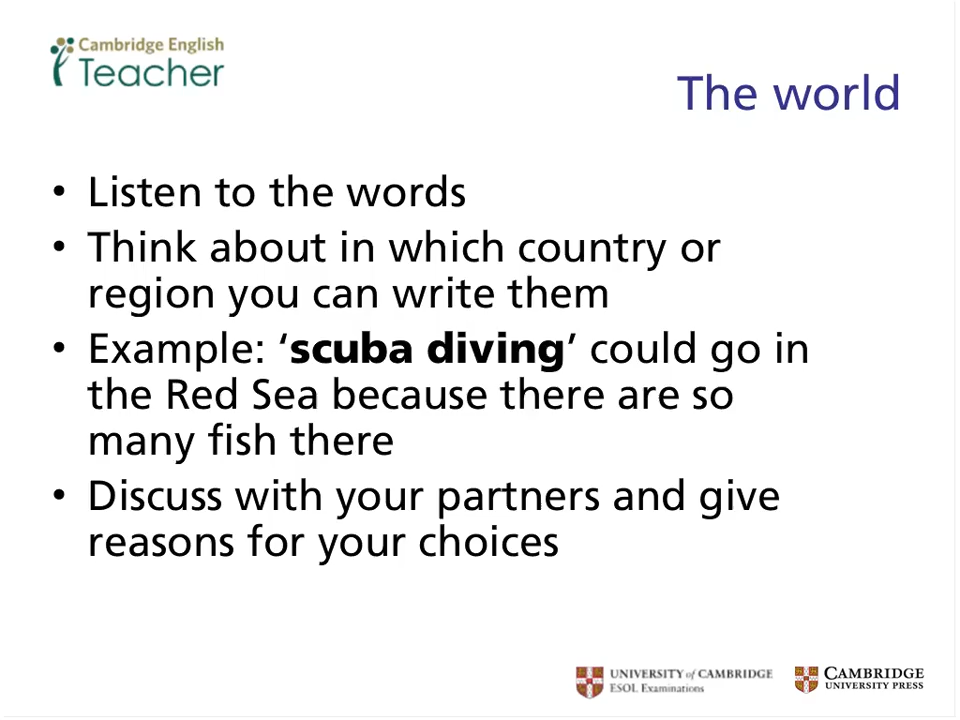 Cambridge English
Teacher
The world
• Listen to the words
• Think about in which country or
region you can write them
• Example: ‘scuba diving’ could go in
the Red Sea because there are so
many fish there
• Discuss with your partners and give
reasons for your choices
UNIVERSITY of CAMBRIDGE
ESOL Examinations
CAMBRIDGE
UNIVERSITY PRESS